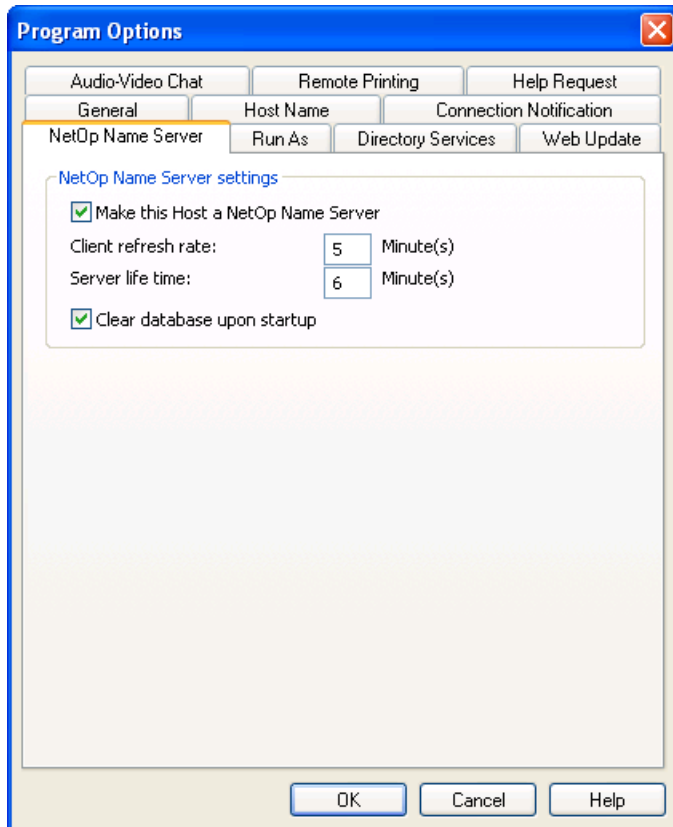 Program Options
Audio-Video Chat Remote Printing Help Request
General Host Name Connection Notification
NetOp Name Server Run As Directory Services Web Update
NetOp Name Server settings
Make this Host a NetOp Name Server
Client refresh rate: 5 Minute(s)
Server life time: 6 Minute(s)
Clear database upon startup
OK Cancel Help